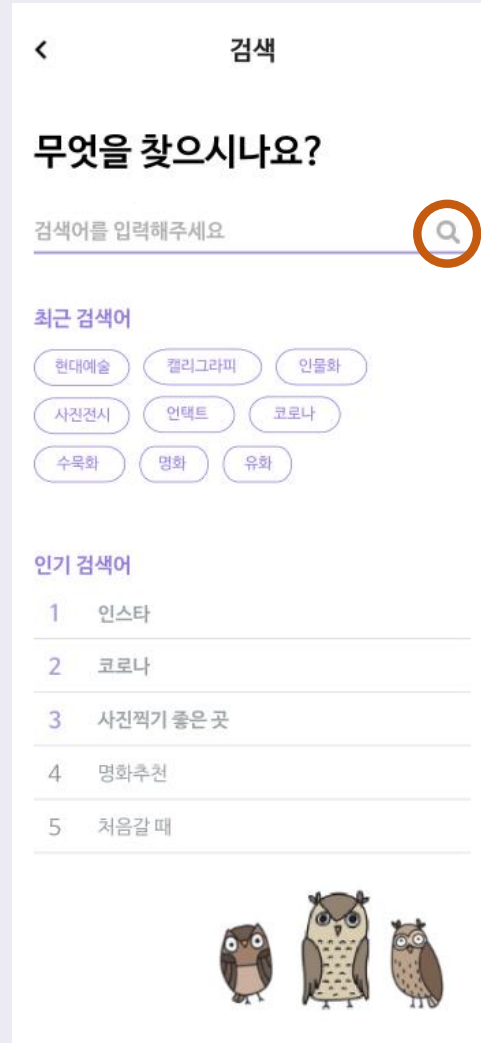 검색
무엇을 찾으시나요?
검색어를 입력해주세요
최근 검색어
현대예술 캘리그라피 인물화
사진전시 언택트 코로나
수묵화 명화 유화
인기 검색어
1 인스타
2 코로나
3 사진찍기 좋은 곳
4 명화추천
5 처음갈 때